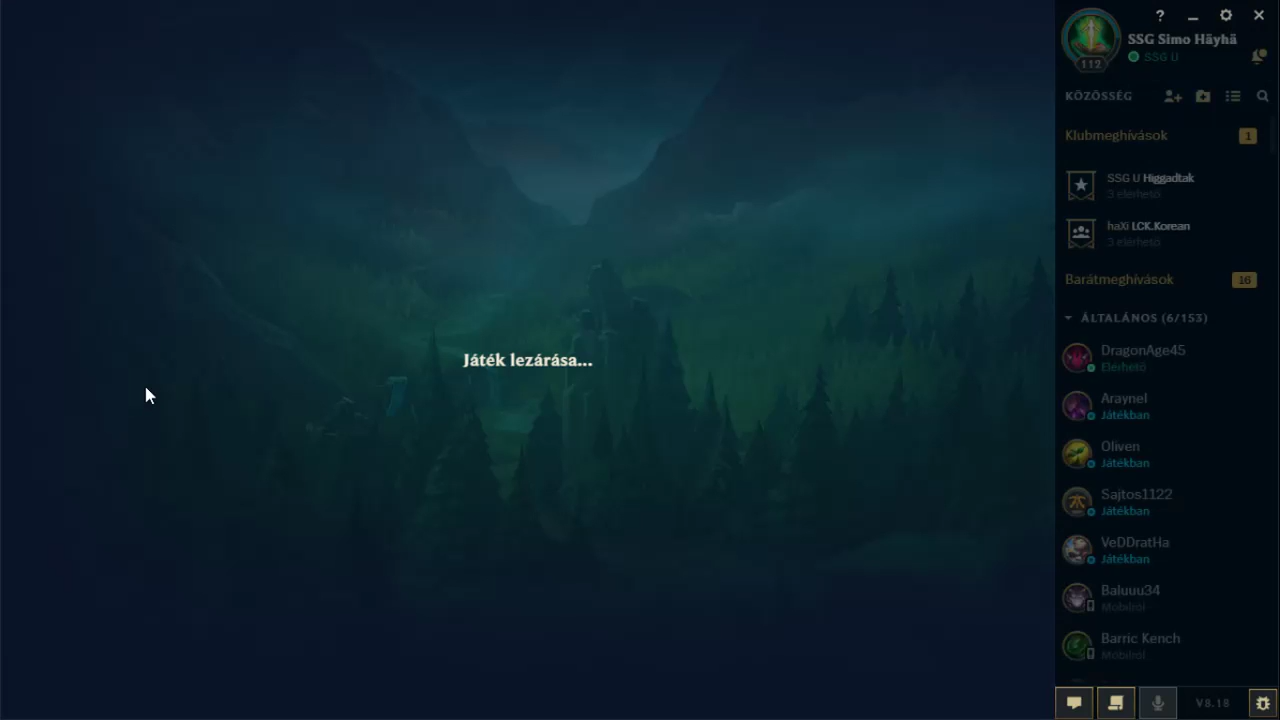 SSG Simo Häyhä
112
SSG U
KÖZÖSSÉG
Klubmeghívások
1
SSG U Higgadtak
3 elérhető
haXi LCK.Korean
3 elérhető
Barátmeghívások
16
ÁLTALÁNOS (6/153)
DragonAge45
Elérhető
Araynel
Játékban
Oliven
Játékban
Sajtos1122
Játékban
VeDDratHa
Játékban
Baluuu34
Mobilról
Barric Kench
Mobilról
V8.18
Játék lezárása...